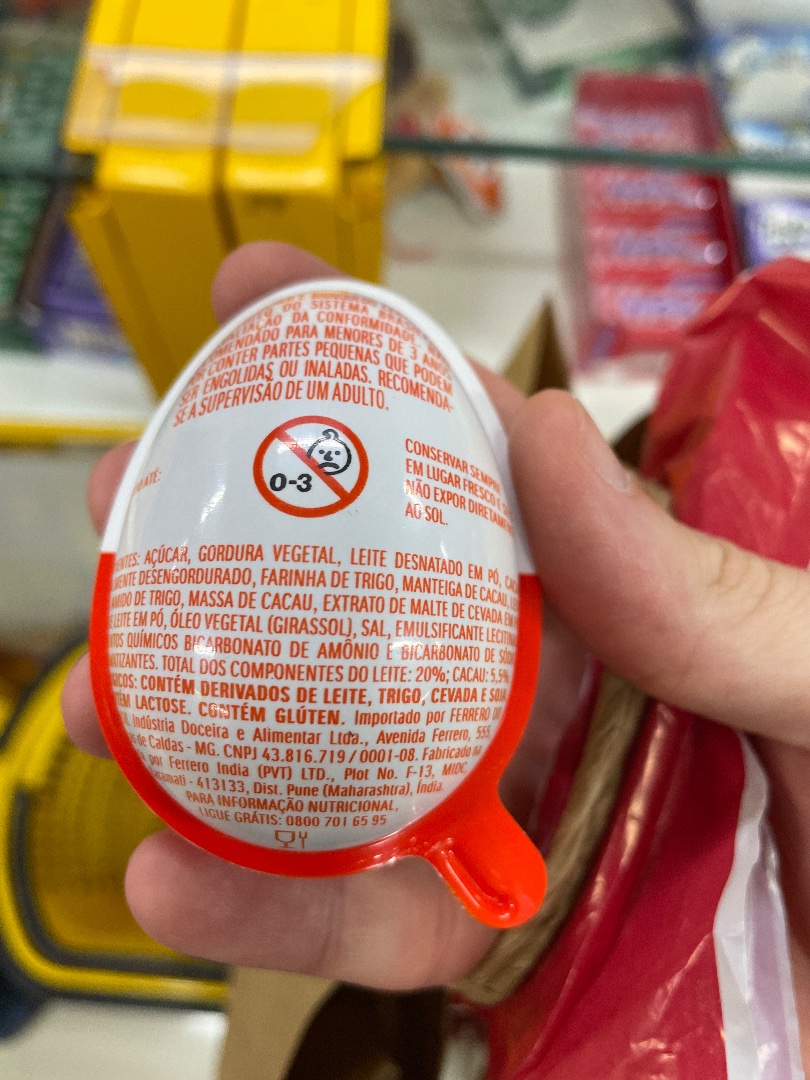 DO SISTEMA
DA CONFORMIDADE.
PARA MENORES DE 3 ANOS
CONTER PARTES PEQUENAS QUE PODEM
SER ENGOLIDAS OU INALADAS. RECOMENDA-
SE A SUPERVISÃO DE UM ADULTO.
0-3
CONSERVAR SEMPRE
EM LUGAR FRESCO E
NÃO EXPOR DIRETAMENTE
AO SOL.
AÇÚCAR, GORDURA VEGETAL, LEITE DESNATADO EM PÓ,
DESENGORDURADO, FARINHA DE TRIGO, MANTEIGA DE CACAU,
DE TRIGO, MASSA DE CACAU, EXTRATO DE MALTE DE CEVADA EM
LEITE EM PÓ, ÓLEO VEGETAL (GIRASSOL), SAL, EMULSIFICANTE
QUÍMICOS BICARBONATO DE AMÔNIO E BICARBONATO DE
TOTAL DOS COMPONENTES DO LEITE: 20%; CACAU: 5,5%.
CONTÉM DERIVADOS DE LEITE, TRIGO, CEVADA E SOJA.
LACTOSE. CONTÉM GLÚTEN. Importado por FERRERO DO
Indústria Doceira e Alimentar Ltda., Avenida Ferrero, 555,
de Caldas - MG. CNPJ 43.816.719 / 0001-08. Fabricado na
por Ferrero India (PVT) LTD., Plot No. F-13, MIDC,
- 413133, Dist. Pune (Maharashtra), Índia.
PARA INFORMAÇÃO NUTRICIONAL,
LIGUE GRÁTIS: 0800 701 65 95